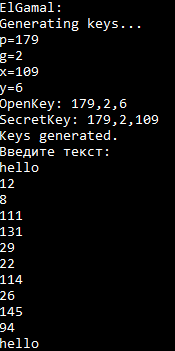 ElGamal:
Generating keys...
p=179
g=2
x=109
y=6
OpenKey: 179,2,6
SecretKey: 179,2,109
Keys generated.
Введите текст:
hello
12
8
111
131
29
22
114
26
145
94
hello